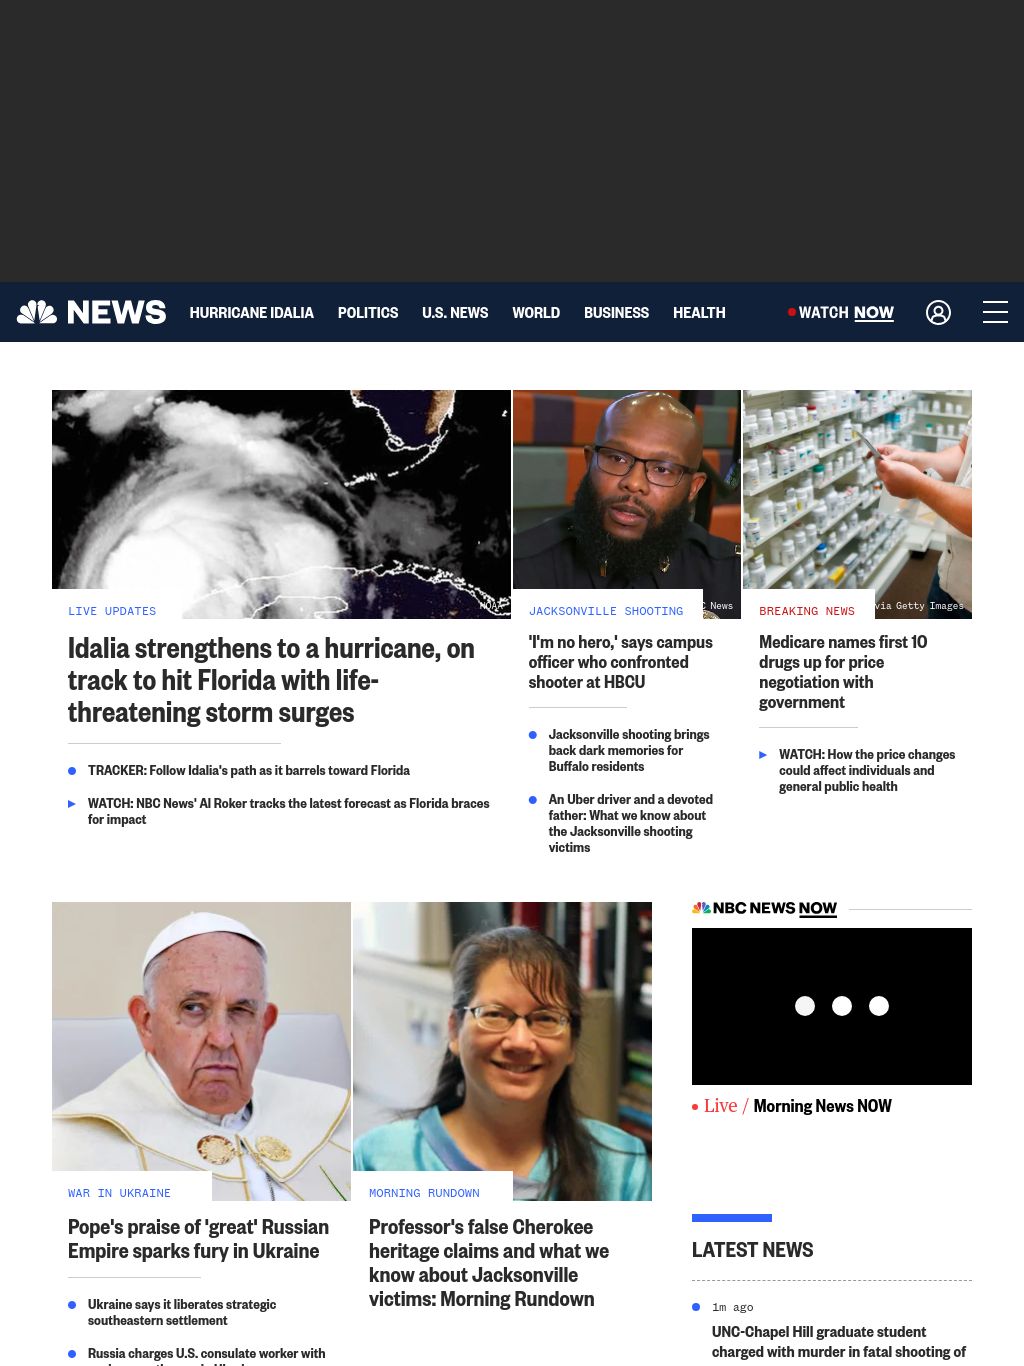 NEWS
HURRICANE IDALIA
POLITICS
U.S. NEWS
WORLD
BUSINESS
HEALTH
WATCH NOW
NOAA
LIVE UPDATES
Idalia strengthens to a hurricane, on
track to hit Florida with life-
threatening storm surges
TRACKER: Follow Idalia's path as it barrels toward Florida
WATCH: NBC News' Al Roker tracks the latest forecast as Florida braces
for impact
News
JACKSONVILLE SHOOTING
'I'm no hero,' says campus
officer who confronted
shooter at HBCU
Jacksonville shooting brings
back dark memories for
Buffalo residents
An Uber driver and a devoted
father: What we know about
the Jacksonville shooting
victims
via Getty Images
BREAKING NEWS
Medicare names first 10
drugs up for price
negotiation with
government
WATCH: How the price changes
could affect individuals and
general public health
WAR IN UKRAINE
Pope's praise of 'great' Russian
Empire sparks fury in Ukraine
Ukraine says it liberates strategic
southeastern settlement
Russia charges U.S. consulate worker with
MORNING RUNDOWN
Professor's false Cherokee
heritage claims and what we
know about Jacksonville
victims: Morning Rundown
NBC NEWS NOW
Live / Morning News NOW
LATEST NEWS
1m ago
UNC-Chapel Hill graduate student
charged with murder in fatal shooting of